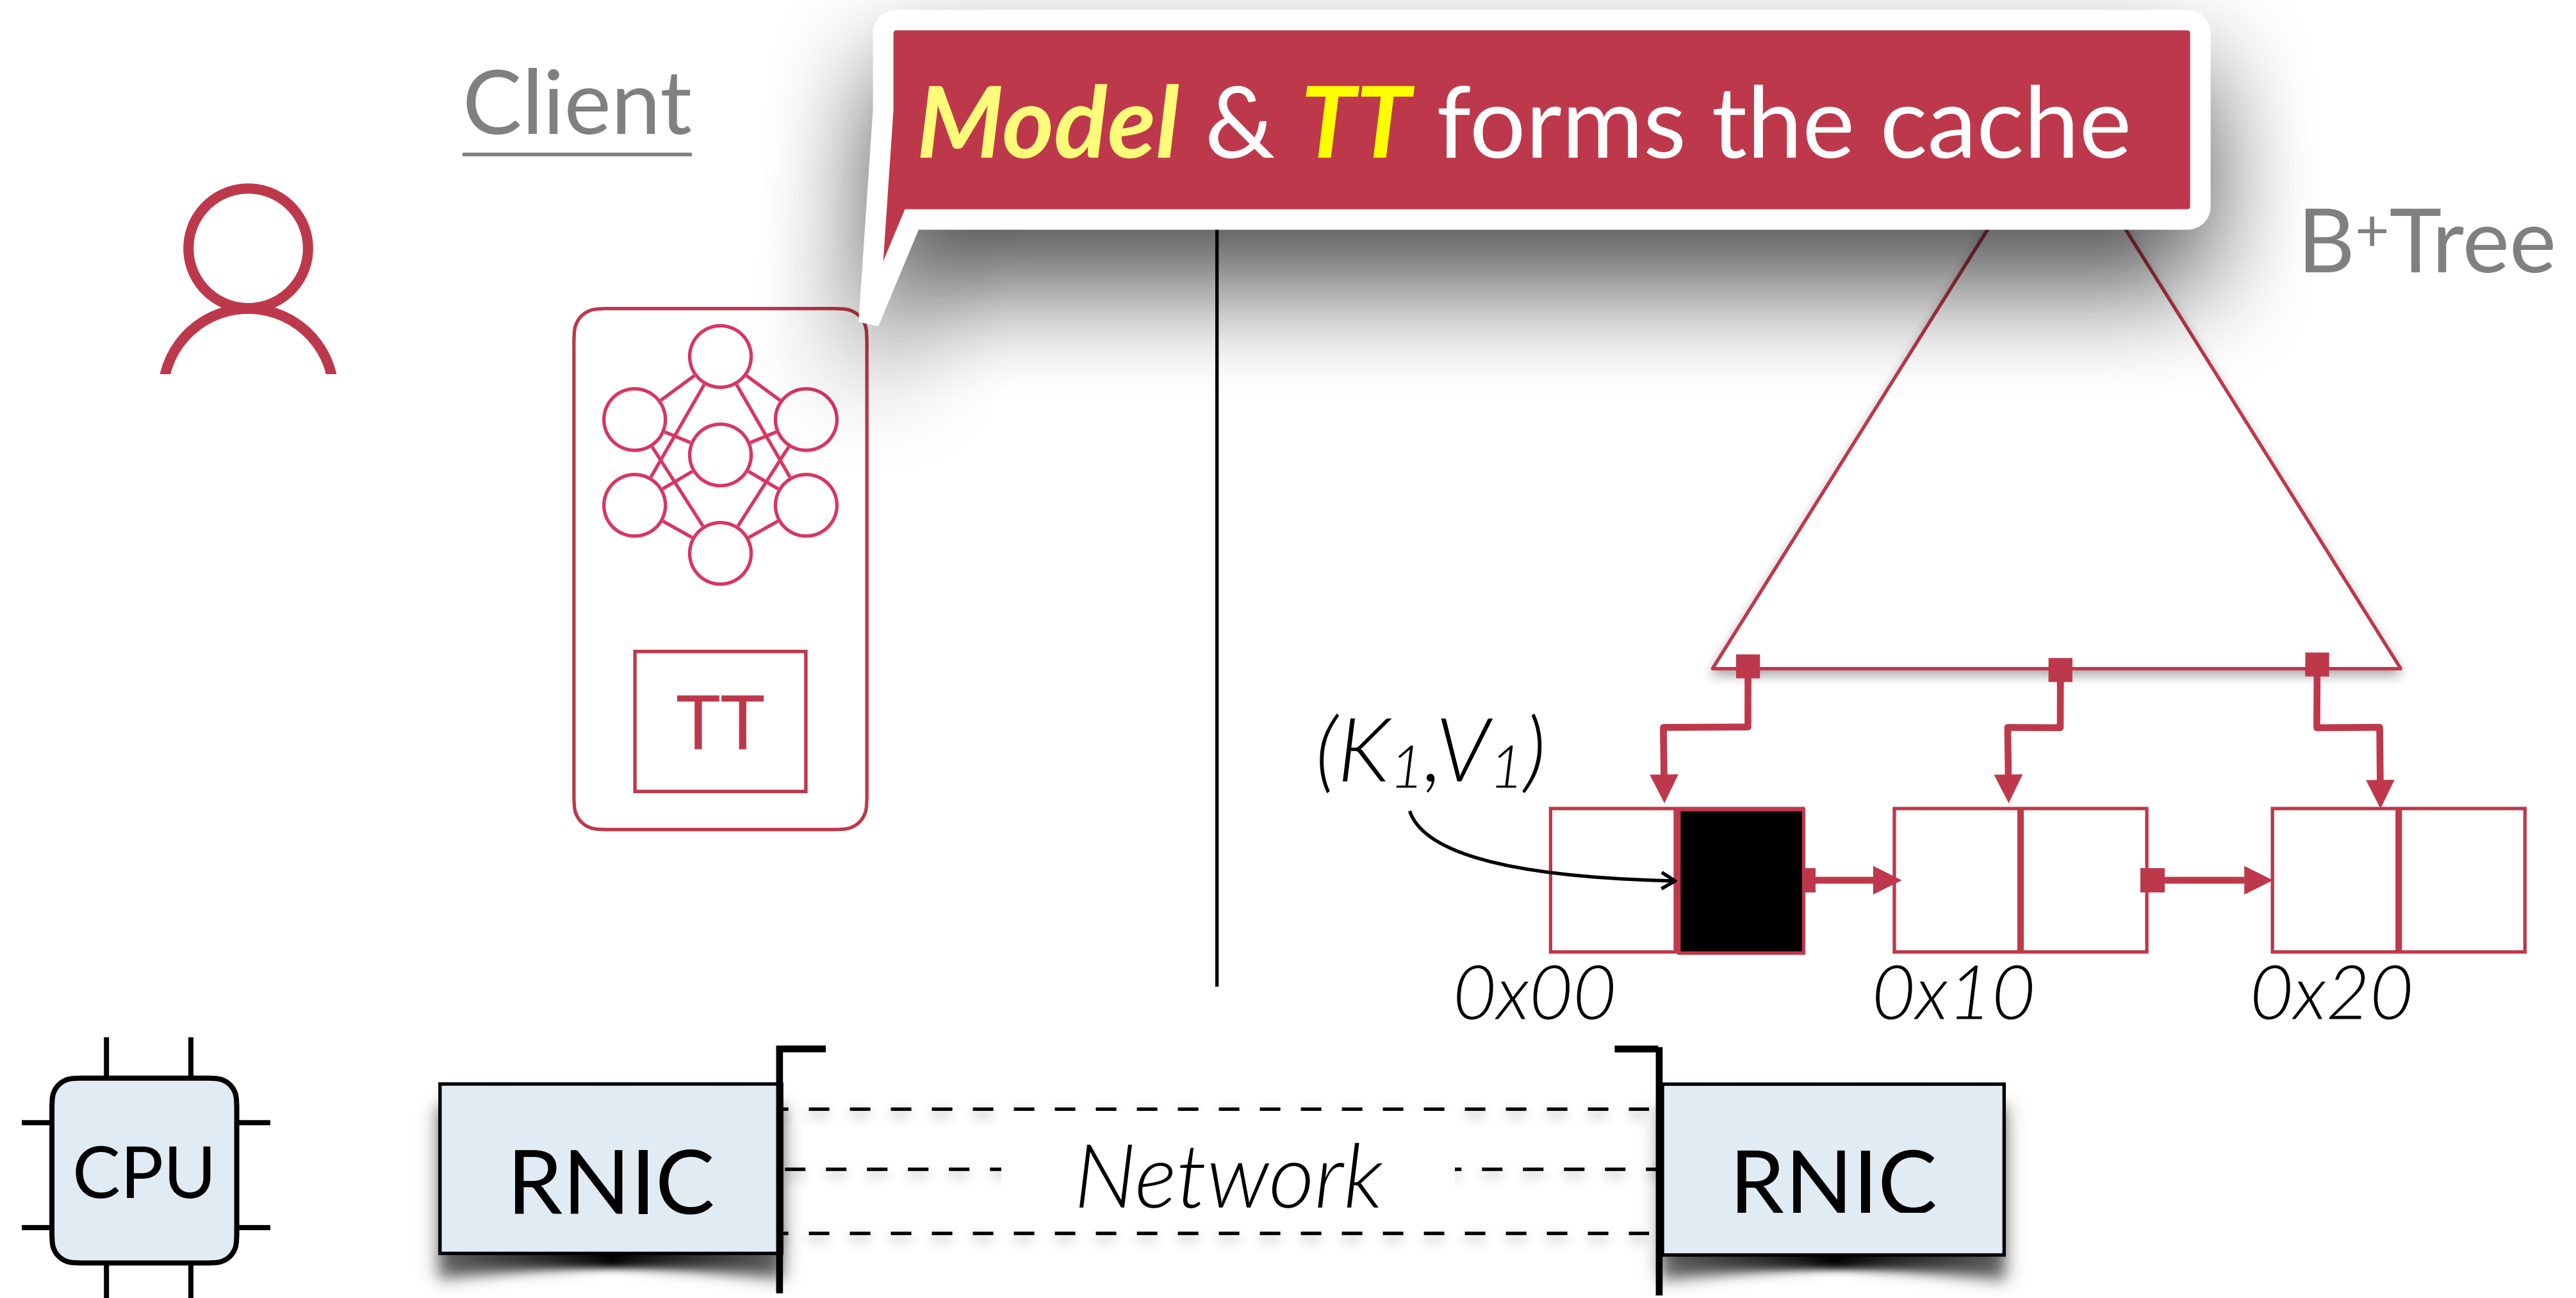 Client
Model & TT forms the cache
B⁺Tree
TT
(K₁,V₁)
0x00
0x10
0x20
CPU
RNIC
Network
RNIC